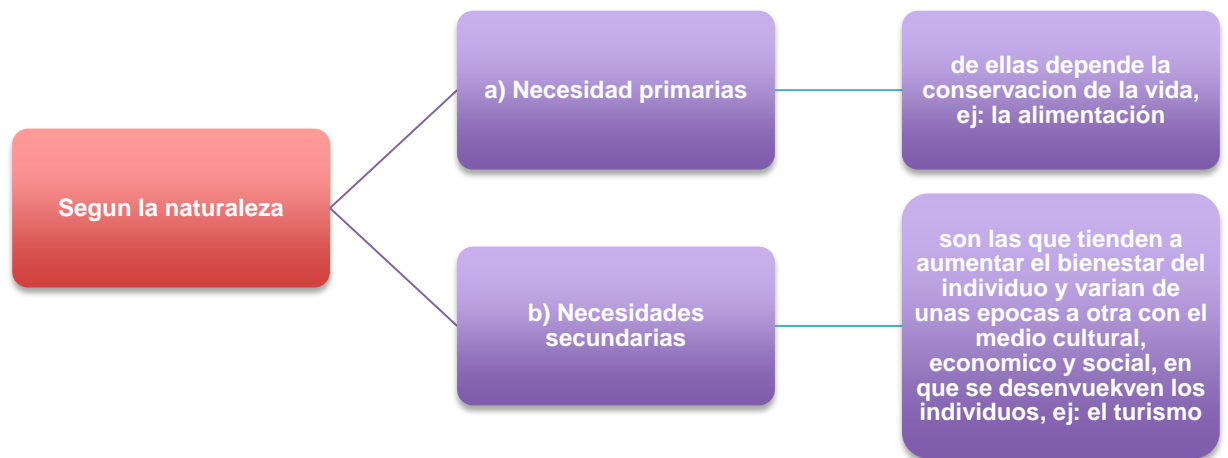 Segun la naturaleza
a) Necesidad primarias
de ellas depende la
conservacion de la vida,
ej: la alimentación
b) Necesidades
secundarias
son las que tienden a
aumentar el bienestar del
individuo y varian de
unas epocas a otra con el
medio cultural,
economico y social, en
que se desenvuekven los
individuos, ej: el turismo